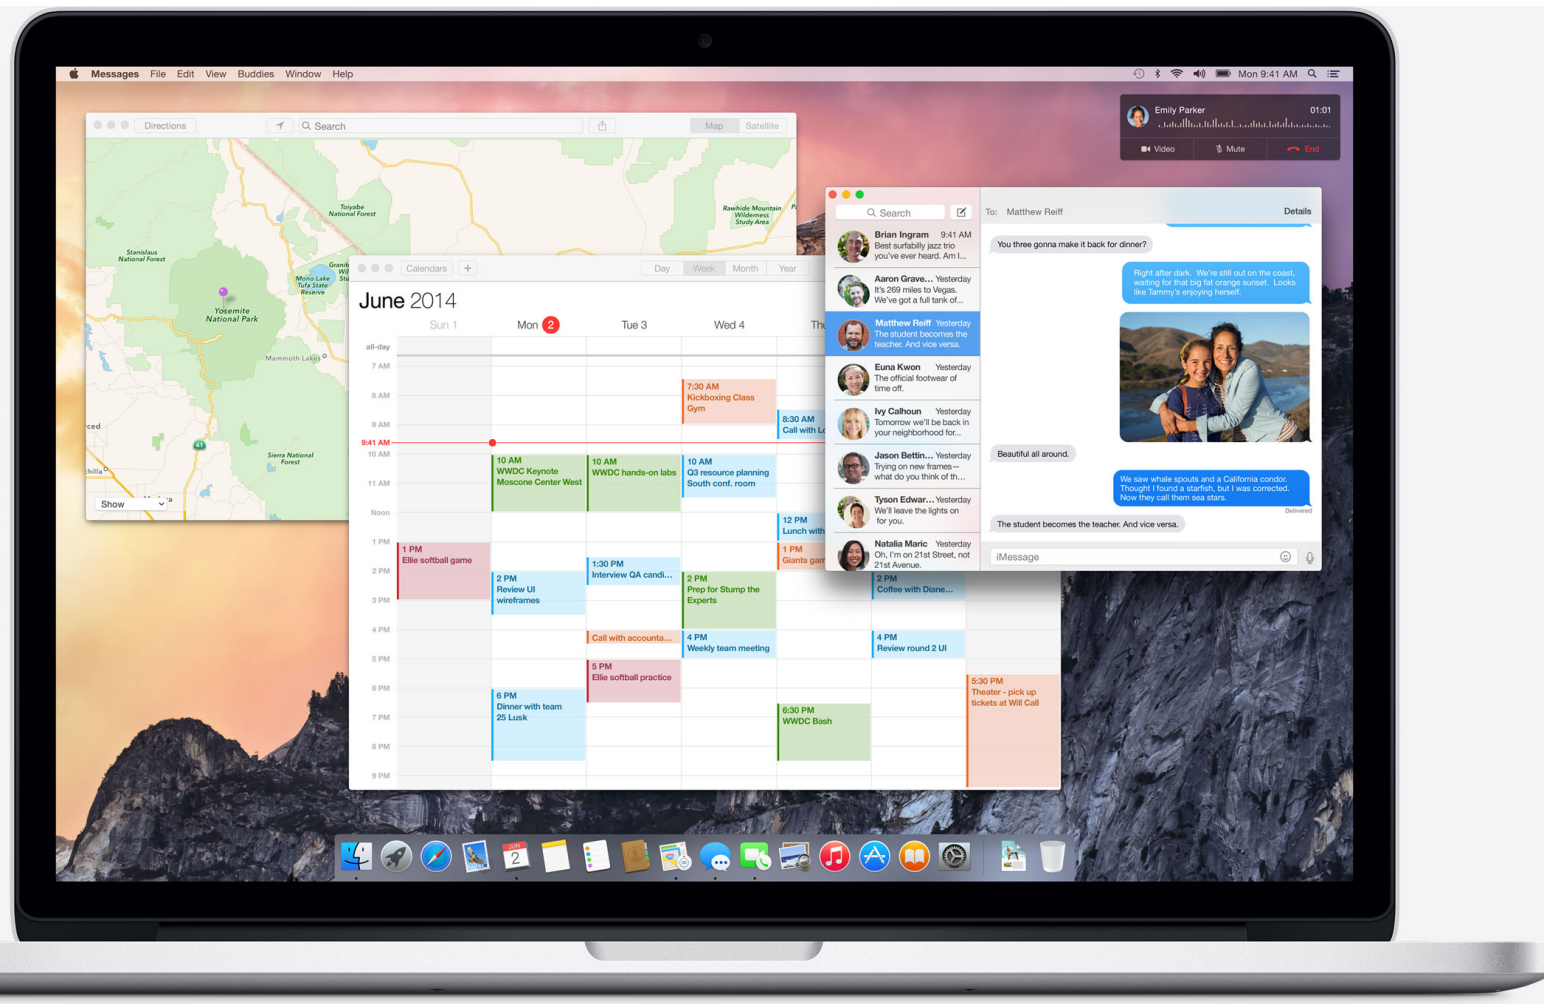 Messages File Edit View Buddies Window Help
Mon 9:41 AM
Emily Parker 01:01
Video Mute End
Directions
Search
Map Satellite
Toiyabe
National Forest
Rawhide Mountain
Wilderness
Study Area
Stanislaus
National Forest
Mono Lake
Tufa State
Reserve
Yosemite
National Park
Mammoth Lakes
41
Sierra National
Forest
Show
Calendars +
Day Week Month Year
June 2014
Sun 1 Mon 2 Tue 3 Wed 4
all-day
7 AM
8 AM
9 AM
9:41 AM
10 AM
11 AM
Noon
1 PM
2 PM
3 PM
4 PM
5 PM
6 PM
7 PM
8 PM
9 PM
1 PM
Ellie softball game
10 AM
WWDC Keynote
Moscone Center West
2 PM
Review UI
wireframes
6 PM
Dinner with team
25 Lusk
10 AM
WWDC hands-on labs
1:30 PM
Interview QA candi...
Call with accounta...
5 PM
Ellie softball practice
7:30 AM
Kickboxing Class
Gym
10 AM
Q3 resource planning
South conf. room
2 PM
Prep for Stump the
Experts
4 PM
Weekly team meeting
8:30 AM
Call with
12 PM
Lunch with
1 PM
Giants
6:30 PM
WWDC Bash
2 PM
Coffee with Diane...
4 PM
Review round 2 UI
5:30 PM
Theater - pick up
tickets at Will Call
Search
Brian Ingram 9:41 AM
Best surfabilly jazz trio
you've ever heard. Am I...
Aaron Grave... Yesterday
It's 269 miles to Vegas.
We've got a full tank of...
Matthew Reiff Yesterday
The student becomes the
teacher. And vice versa.
Euna Kwon Yesterday
The official footwear of
time off.
Ivy Calhoun Yesterday
Tomorrow we'll be back in
your neighborhood for...
Jason Bettin... Yesterday
Trying on new frames—
what do you think of th...
Tyson Edwar... Yesterday
We'll leave the lights on
for you.
Natalia Maric Yesterday
Oh, I'm on 21st Street, not
21st Avenue.
To: Matthew Reiff Details
You three gonna make it back for dinner?
Right after dark. We're still out on the coast,
waiting for that big fat orange sunset. Looks
like Tammy's enjoying herself.
Beautiful all around.
We saw whale spouts and a California condor.
Thought I found a starfish, but I was corrected.
Now they call them sea stars.
Delivered
The student becomes the teacher. And vice versa.
iMessage
JUN
2